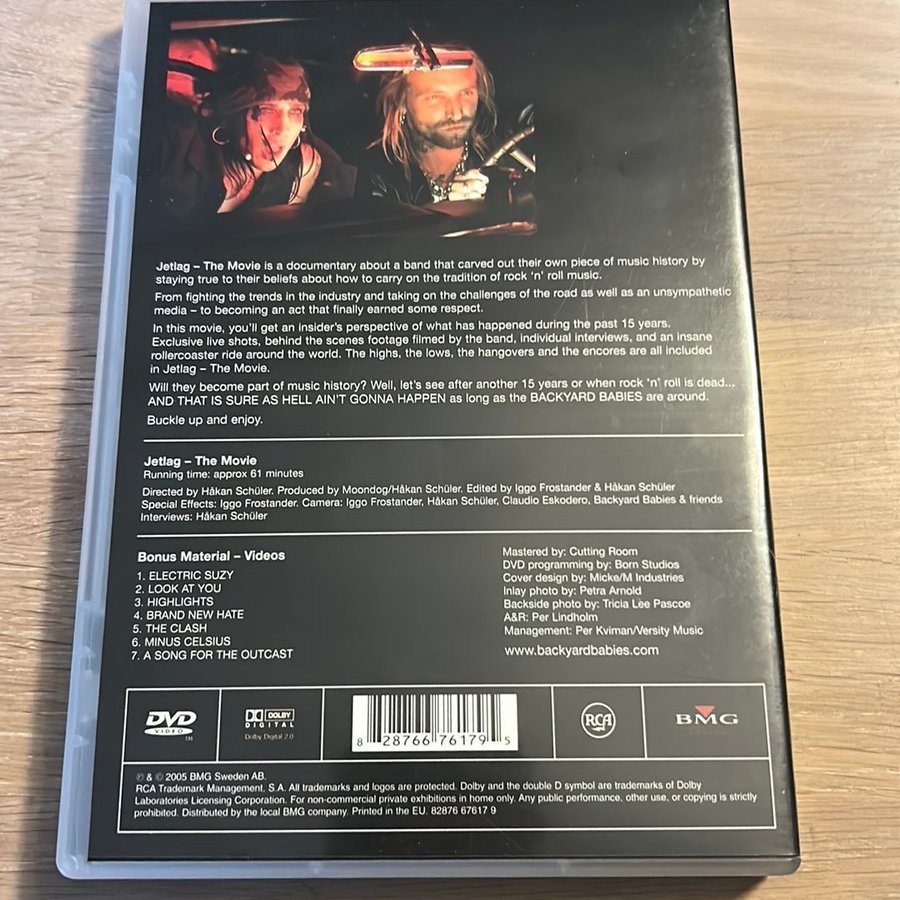 Jetlag – The Movie is a documentary about a band that carved out their own piece of music history by
staying true to their beliefs about how to carry on the tradition of rock 'n' roll music.
From fighting the trends in the industry and taking on the challenges of the road as well as an unsympathetic
media – to becoming an act that finally earned some respect.
In this movie, you'll get an insider's perspective of what has happened during the past 15 years.
Exclusive live shots, behind the scenes footage filmed by the band, individual interviews, and an insane
rollercoaster ride around the world. The highs, the lows, the hangovers and the encores are all included
in Jetlag – The Movie.
Will they become part of music history? Well, let's see after another 15 years or when rock 'n' roll is dead...
AND THAT IS SURE AS HELL AIN'T GONNA HAPPEN as long as the BACKYARD BABIES are around.
Buckle up and enjoy.
Jetlag – The Movie
Running time: approx 61 minutes
Directed by Håkan Schüler. Produced by Moondog/Håkan Schüler. Edited by Iggo Frostander & Håkan Schüler
Special Effects: Iggo Frostander. Camera: Iggo Frostander, Håkan Schüler, Claudio Eskodero, Backyard Babies & friends
Interviews: Håkan Schüler
Bonus Material – Videos
1. ELECTRIC SUZY
2. LOOK AT YOU
3. HIGHLIGHTS
4. BRAND NEW HATE
5. THE CLASH
6. MINUS CELSIUS
7. A SONG FOR THE OUTCAST
Mastered by: Cutting Room
DVD programming by: Born Studios
Cover design by: Micke/M Industries
Inlay photo by: Petra Arnold
Backside photo by: Tricia Lee Pascoe
A&R: Per Lindholm
Management: Per Kviman/Versity Music
www.backyardbabies.com
DVD
VIDEO
TM
DOLBY
DIGITAL
Dolby Digital 2.0
8 28766 76179 5
RCA
BMG
℗ & © 2005 BMG Sweden AB.
RCA Trademark Management, S.A. All trademarks and logos are protected. Dolby and the double D symbol are trademarks of Dolby
Laboratories Licensing Corporation. For non-commercial private exhibitions in home only. Any public performance, other use, or copying is strictly
prohibited. Distributed by the local BMG company. Printed in the EU. 82876 67617 9